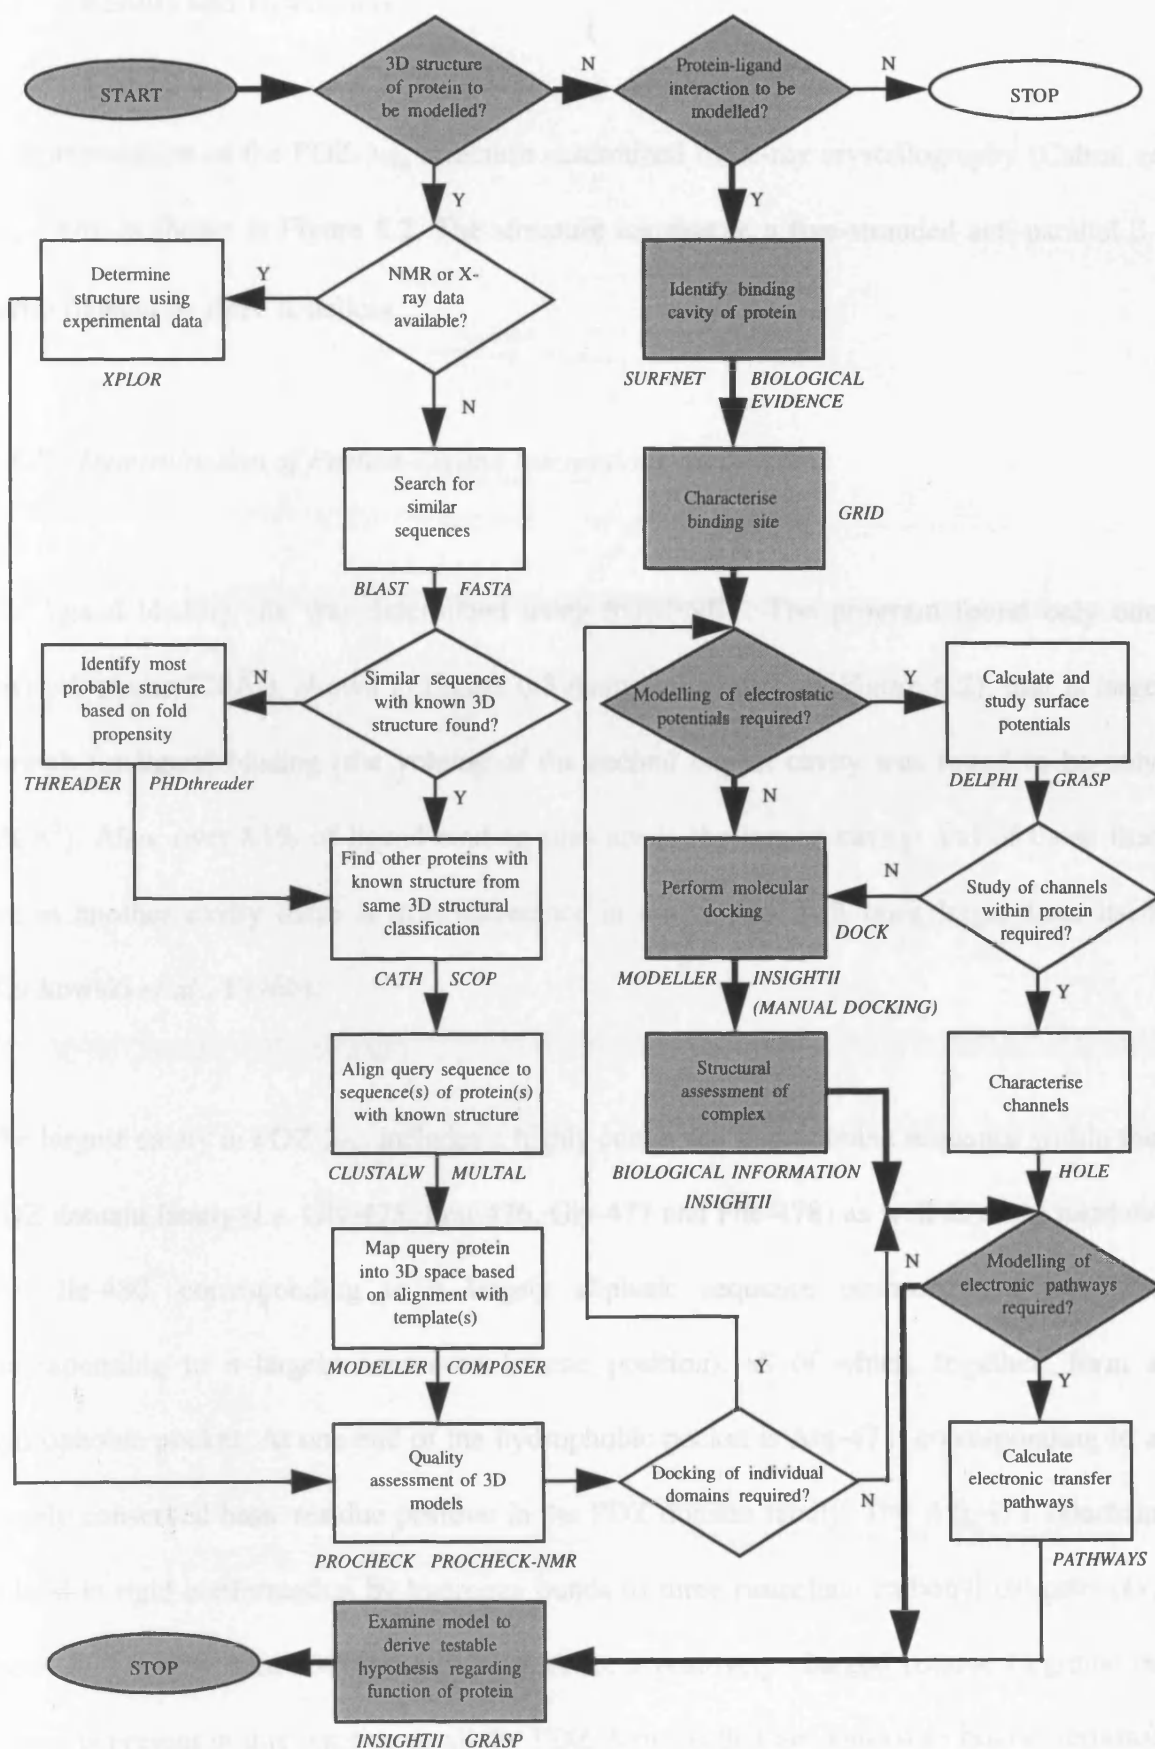 START
3D structure
of protein to
be modelled?
N
Protein-ligand
interaction to be
modelled?
N
STOP
Y
Y
Determine
structure using
experimental data
Y
NMR or X-
ray data
available?
XPLOR
N
Identify binding
cavity of protein
SURFNET
BIOLOGICAL
EVIDENCE
Search for
similar
sequences
BLAST
FASTA
Characterise
binding site
GRID
Identify most
probable structure
based on fold
propensity
N
Similar sequences
with known 3D
structure found?
THREADER
PHDthreader
Y
Modelling of electrostatic
potentials required?
Y
Calculate and
study surface
potentials
DELPHI
GRASP
N
Find other proteins with
known structure from
same 3D structural
classification
CATH
SCOP
Perform molecular
docking
N
DOCK
Study of channels
within protein
required?
MODELLER
INSIGHTII
(MANUAL DOCKING)
Y
Align query sequence to
sequence(s) of protein(s)
with known structure
CLUSTALW
MULTAL
Structural
assessment of
complex
BIOLOGICAL INFORMATION
INSIGHTII
Characterise
channels
HOLE
Map query protein
into 3D space based
on alignment with
template(s)
MODELLER
COMPOSER
N
Modelling of
electronic pathways
required?
Y
Y
Quality
assessment of 3D
models
PROCHECK
PROCHECK-NMR
Docking of individual
domains required?
N
Calculate
electronic transfer
pathways
PATHWAYS
STOP
Examine model to
derive testable
hypothesis regarding
function of protein
INSIGHTII
GRASP